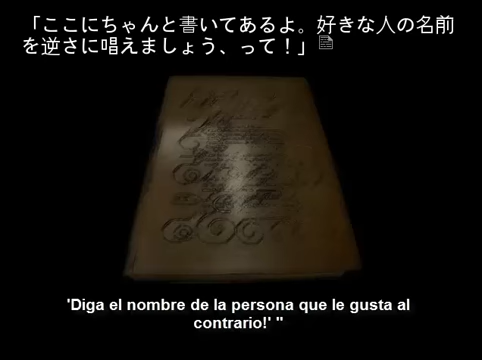 「ここにちゃんと書いてあるよ。好きな人の名前
を逆さに唱えましょう、って！」
'Diga el nombre de la persona que le gusta al
contrario!' "